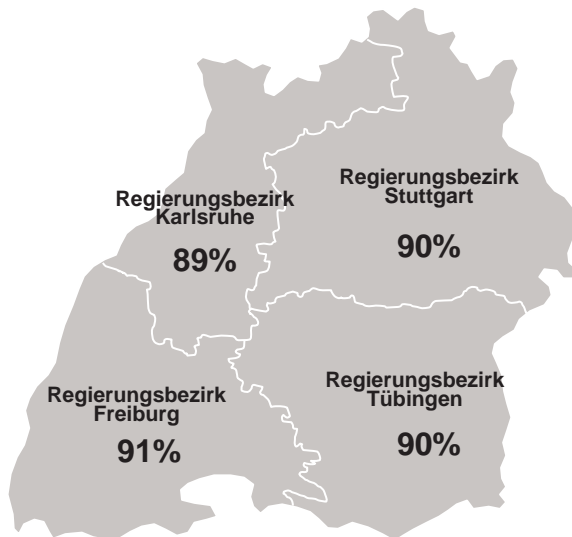 Regierungsbezirk
Karlsruhe
89%
Regierungsbezirk
Stuttgart
90%
Regierungsbezirk
Freiburg
91%
Regierungsbezirk
Tübingen
90%